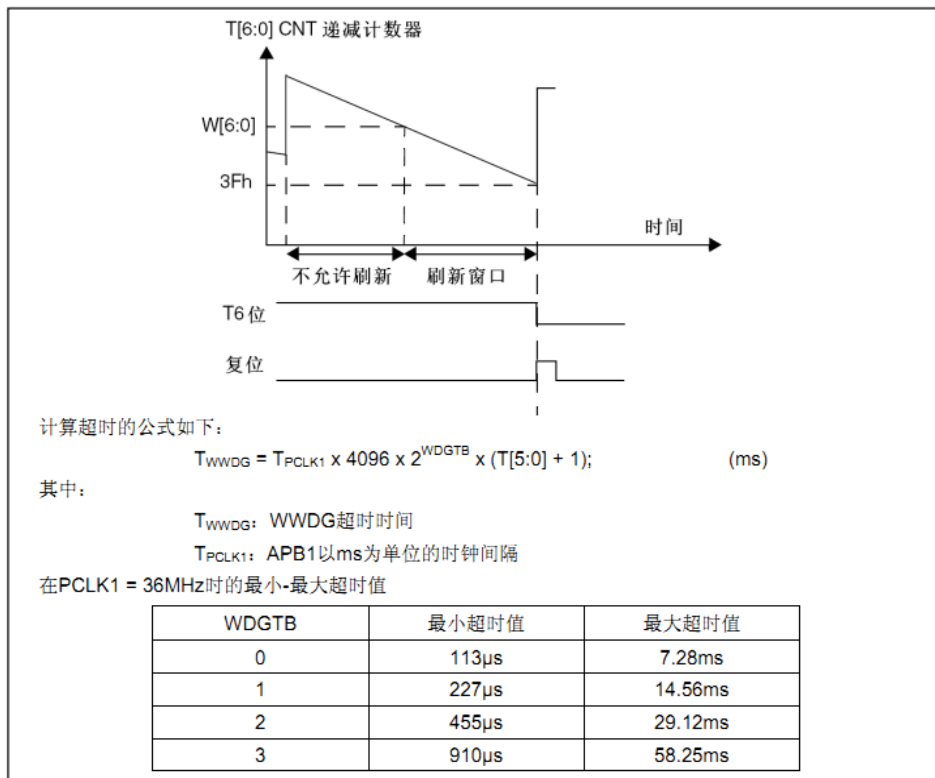 T[6:0] CNT 递减计数器
W[6:0]
3Fh
时间
不允许刷新 刷新窗口
T6位
复位
计算超时的公式如下:
TWWDG = TPCLK1 x 4096 x 2^WDGTB x (T[5:0] + 1); (ms)
其中:
TWWDG: WWDG超时时间
TPCLK1: APB1以ms为单位的时钟间隔
在PCLK1 = 36MHz时的最小-最大超时值
WDGTB 最小超时值 最大超时值
0 113μs 7.28ms
1 227μs 14.56ms
2 455μs 29.12ms
3 910μs 58.25ms